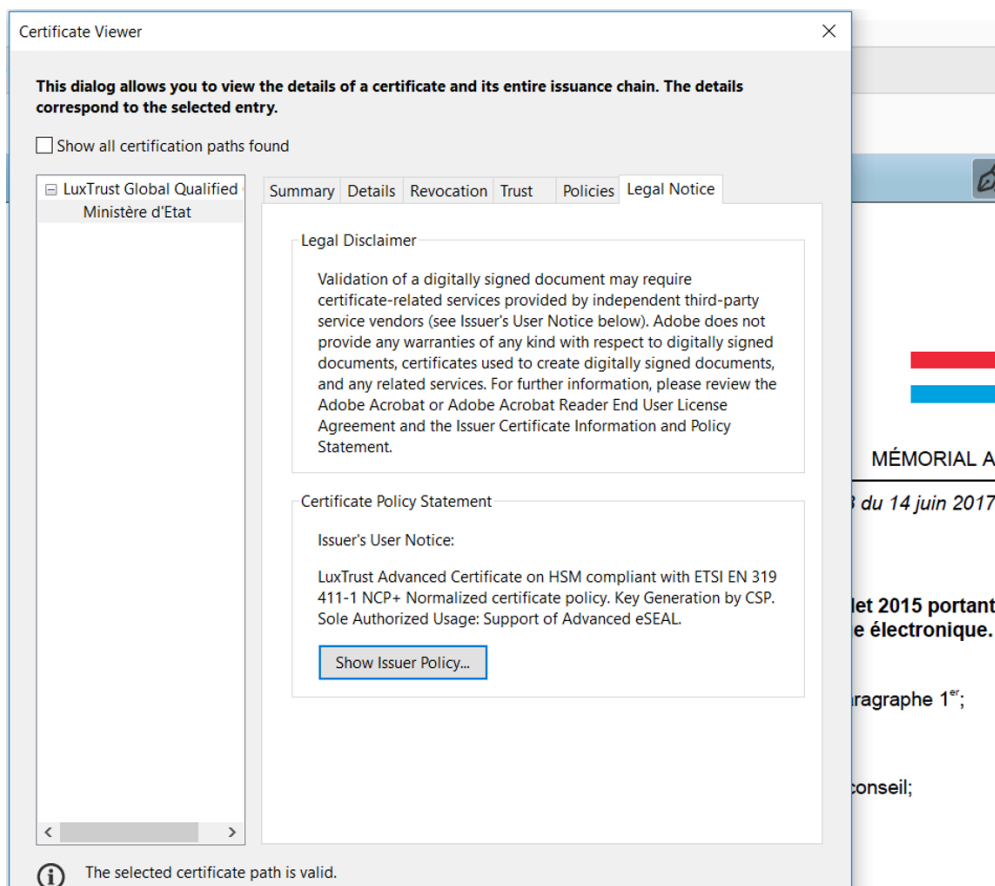 Certificate Viewer
This dialog allows you to view the details of a certificate and its entire issuance chain. The details
correspond to the selected entry.
Show all certification paths found
LuxTrust Global Qualified
Ministère d'Etat
Summary Details Revocation Trust Policies Legal Notice
Legal Disclaimer
Validation of a digitally signed document may require
certificate-related services provided by independent third-party
service vendors (see Issuer's User Notice below). Adobe does not
provide any warranties of any kind with respect to digitally signed
documents, certificates used to create digitally signed documents,
and any related services. For further information, please review the
Adobe Acrobat or Adobe Acrobat Reader End User License
Agreement and the Issuer Certificate Information and Policy
Statement.
Certificate Policy Statement
Issuer's User Notice:
LuxTrust Advanced Certificate on HSM compliant with ETSI EN 319
411-1 NCP+ Normalized certificate policy. Key Generation by CSP.
Sole Authorized Usage: Support of Advanced eSEAL.
Show Issuer Policy...
The selected certificate path is valid.
MÉMORIAL A
du 14 juin 2017
2015 portant
électronique.
1er;
conseil;